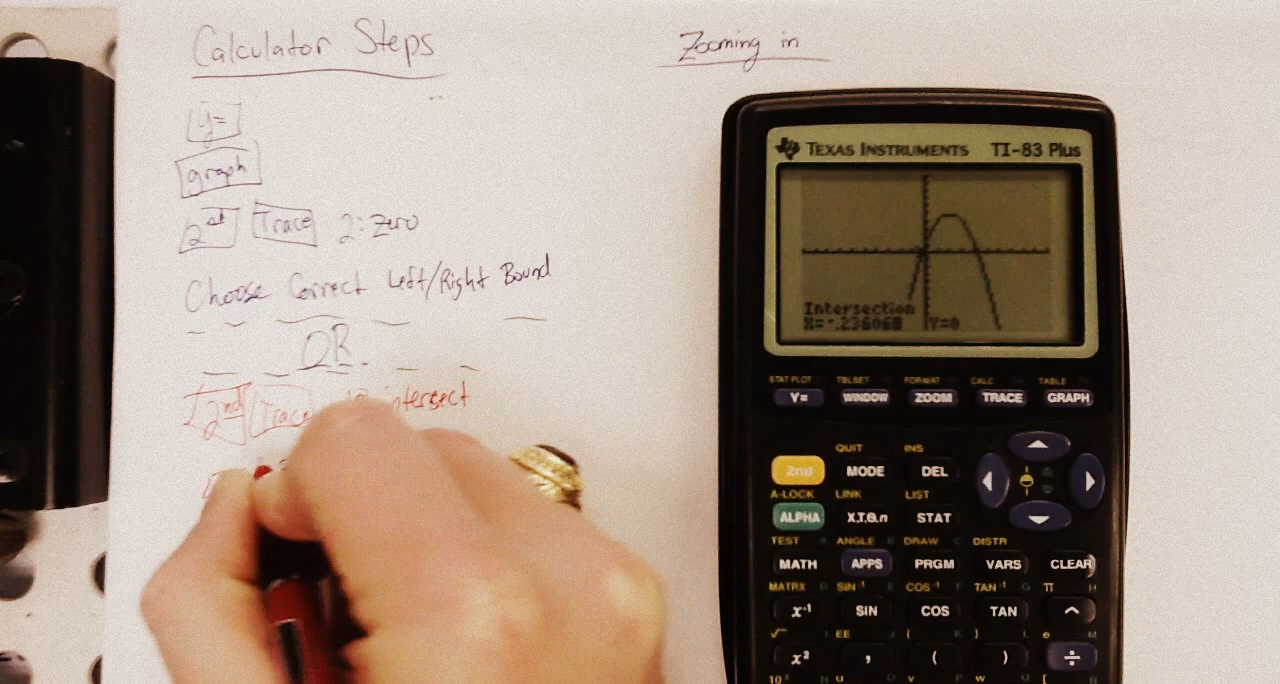 Calculator Steps
Zooming in
y=
graph
2nd Trace 2: Zero
Choose Correct Left/Right Bound
OR
2nd Trace intersect
TEXAS INSTRUMENTS TI-83 Plus
Intersection
X=-.236068 Y=0
STAT PLOT TBLSET FORMAT CALC TABLE
Y= WINDOW ZOOM TRACE GRAPH
QUIT INS
2nd MODE DEL
A-LOCK LINK LIST
ALPHA X,T,Θ,n STAT
TEST A ANGLE B DRAW C DISTR
MATH APPS PRGM VARS CLEAR
MATRX D SIN⁻¹ E COS⁻¹ F TAN⁻¹ G π H
x⁻¹ SIN COS TAN ^
√ I EE J { K } L e M
x² , ( ) ÷
10ˣ N u O v P w Q [